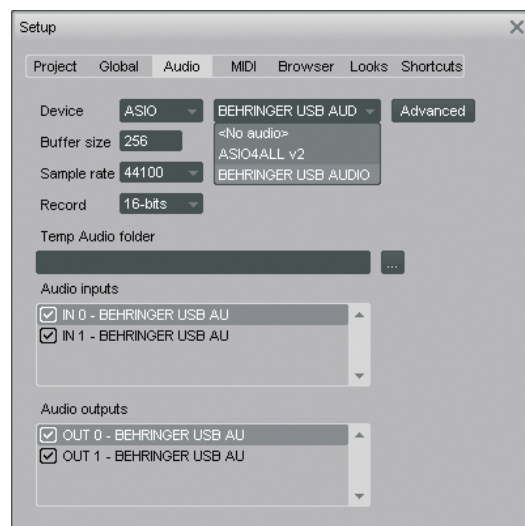 Setup
Project Global Audio MIDI Browser Looks Shortcuts
Device ASIO BEHRINGER USB AUD Advanced
<No audio>
Buffer size 256
ASIO4ALL v2
Sample rate 44100 BEHRINGER USB AUDIO
Record 16-bits
Temp Audio folder
...
Audio inputs
IN 0 - BEHRINGER USB AU
IN 1 - BEHRINGER USB AU
Audio outputs
OUT 0 - BEHRINGER USB AU
OUT 1 - BEHRINGER USB AU